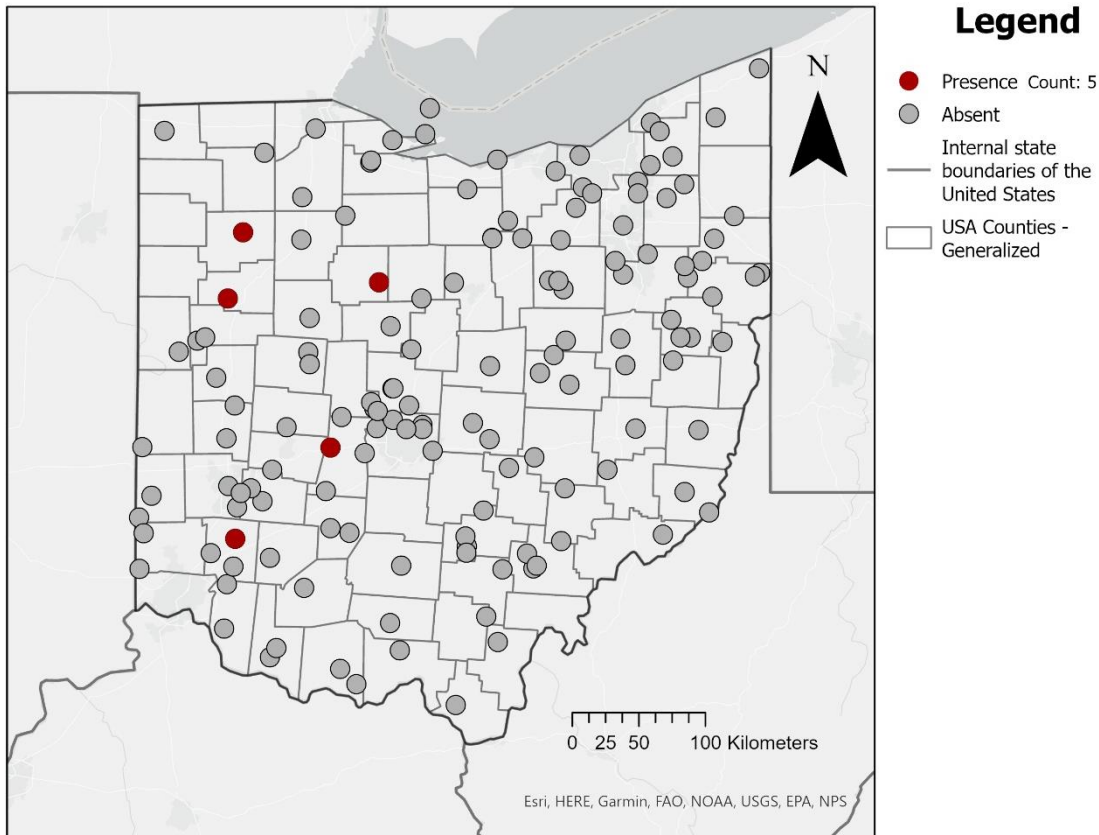 Legend
N
Presence Count: 5
Absent
Internal state
boundaries of the
United States
USA Counties -
Generalized
0 25 50 100 Kilometers
Esri, HERE, Garmin, FAO, NOAA, USGS, EPA, NPS